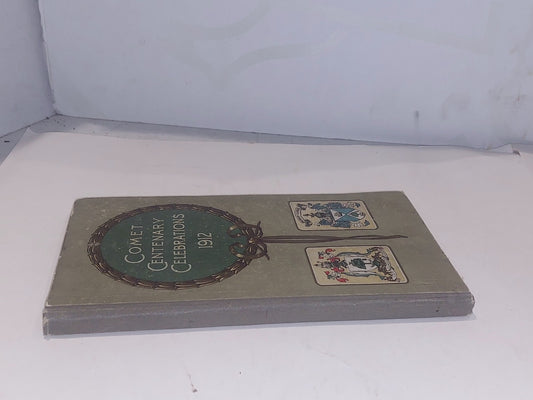 COMET
CENTENARY
CELEBRATIONS
1912